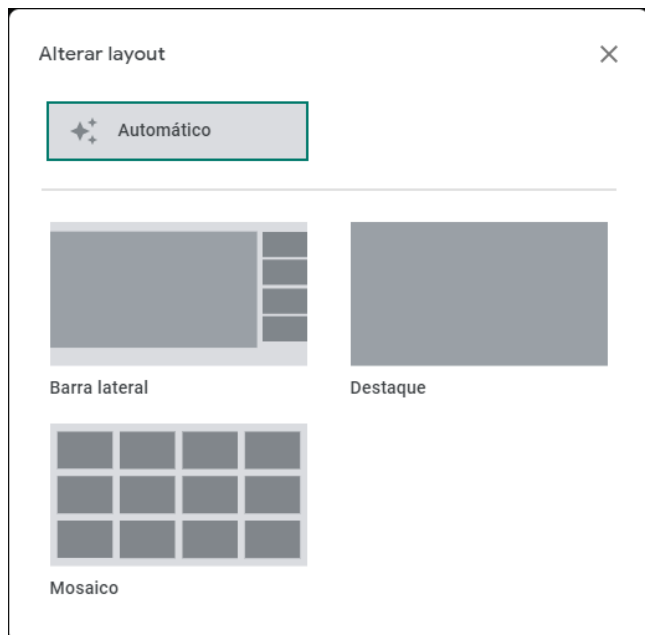 Alterar layout
Automático
Barra lateral
Destaque
Mosaico